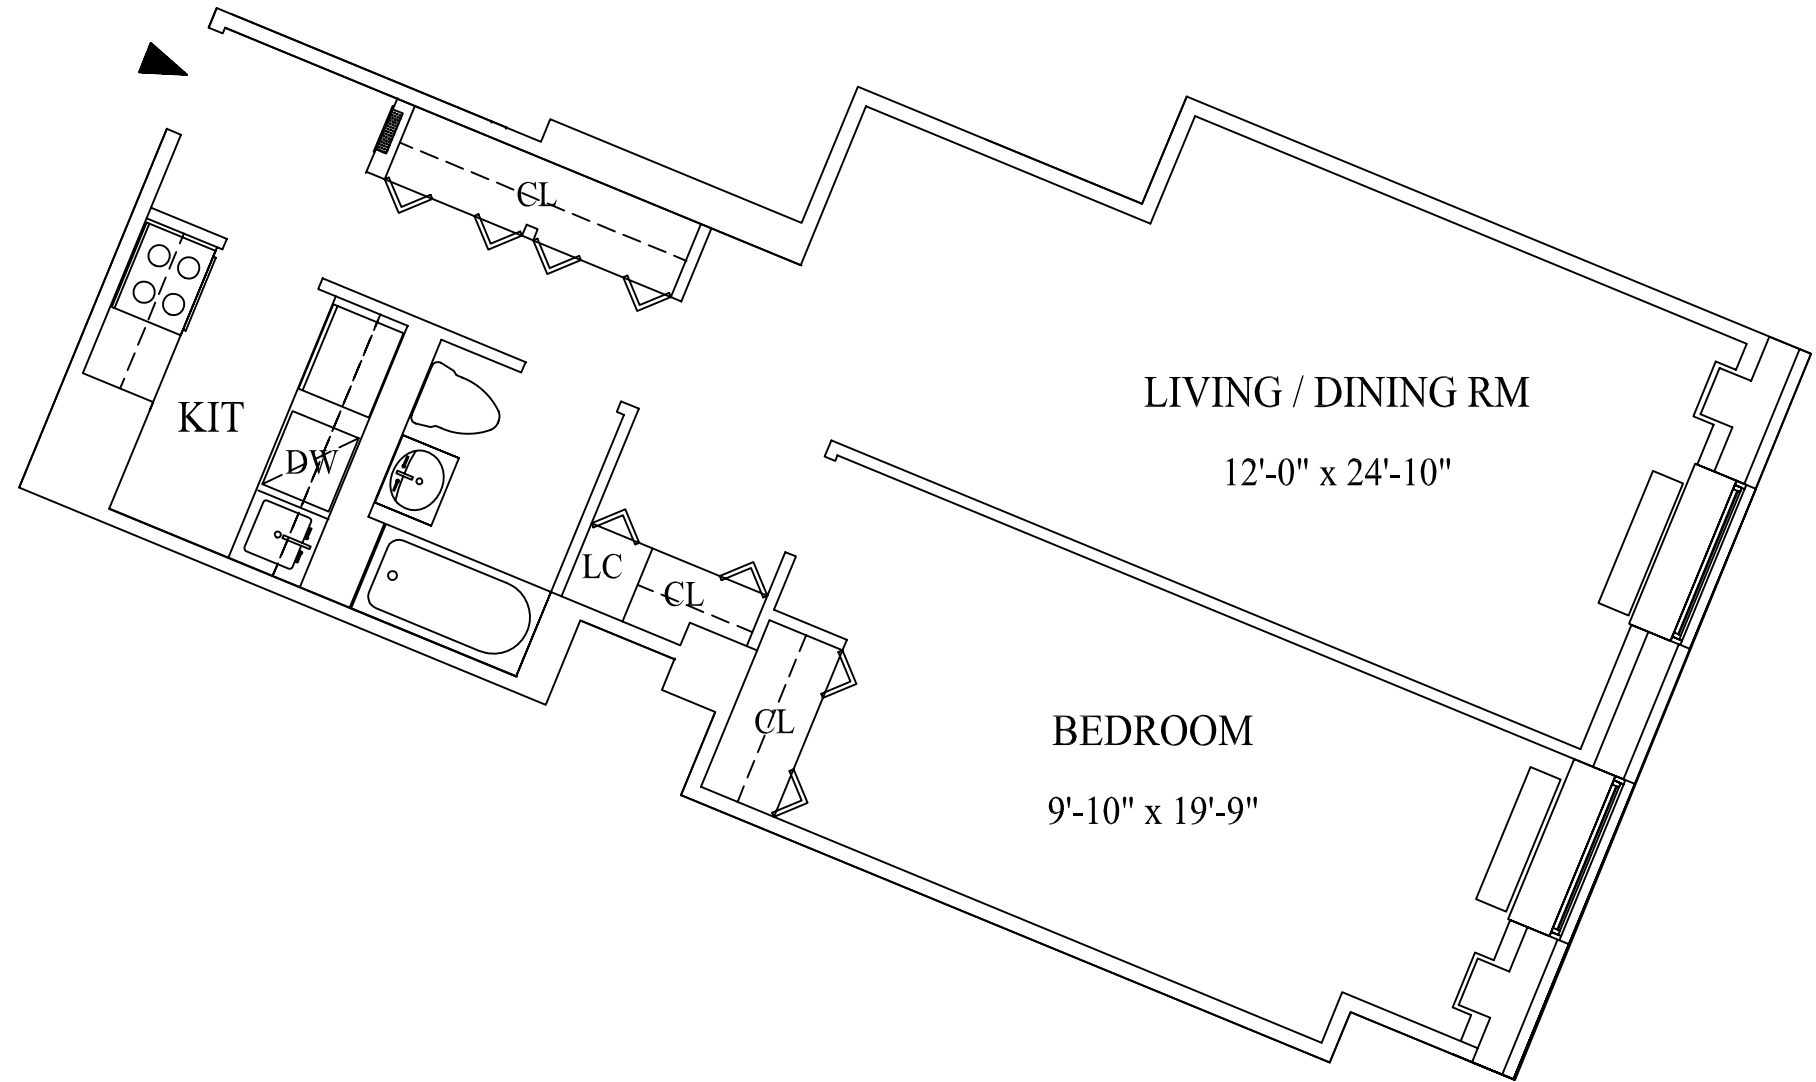 CL
LIVING / DINING RM
12'-0" x 24'-10"
KIT
DW
LC
CL
CL
BEDROOM
9'-10" x 19'-9"